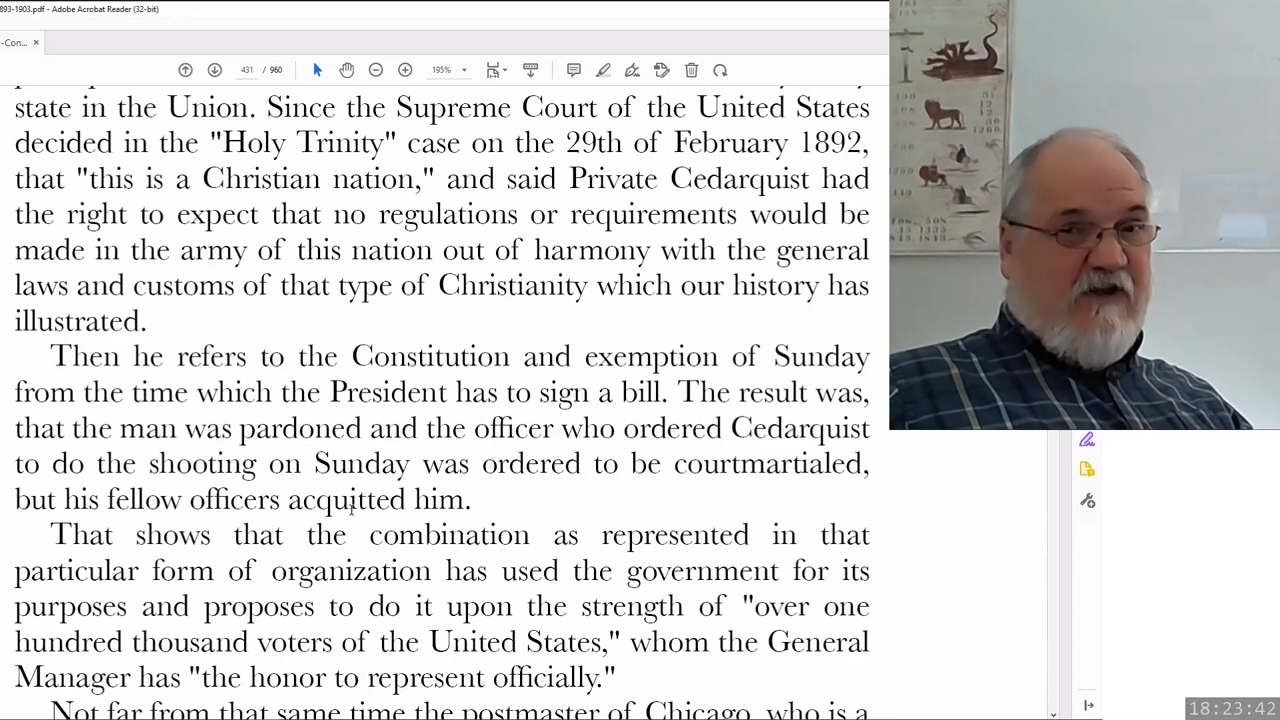 893-1903.pdf - Adobe Acrobat Reader (32-bit)
-Con... ×
431 / 960
195%
state in the Union. Since the Supreme Court of the United States
decided in the "Holy Trinity" case on the 29th of February 1892,
that "this is a Christian nation," and said Private Cedarquist had
the right to expect that no regulations or requirements would be
made in the army of this nation out of harmony with the general
laws and customs of that type of Christianity which our history has
illustrated.
Then he refers to the Constitution and exemption of Sunday
from the time which the President has to sign a bill. The result was,
that the man was pardoned and the officer who ordered Cedarquist
to do the shooting on Sunday was ordered to be courtmartialed,
but his fellow officers acquitted him.
That shows that the combination as represented in that
particular form of organization has used the government for its
purposes and proposes to do it upon the strength of "over one
hundred thousand voters of the United States," whom the General
Manager has "the honor to represent officially."
Not far from that same time the postmaster of Chicago, who is a
18:23:42